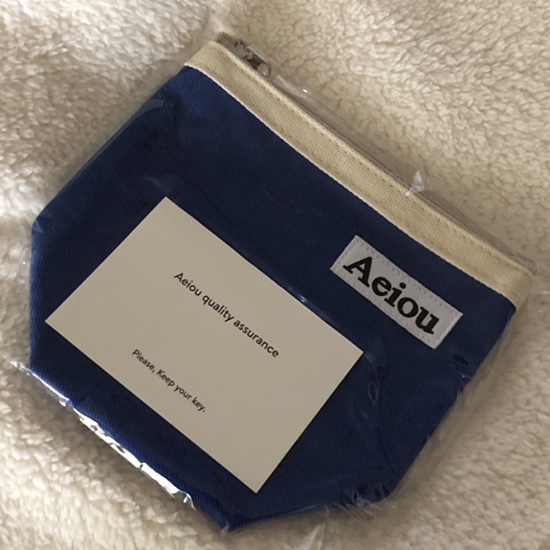 Aeiou
Aeiou quality assurance
Please, Keep your key.